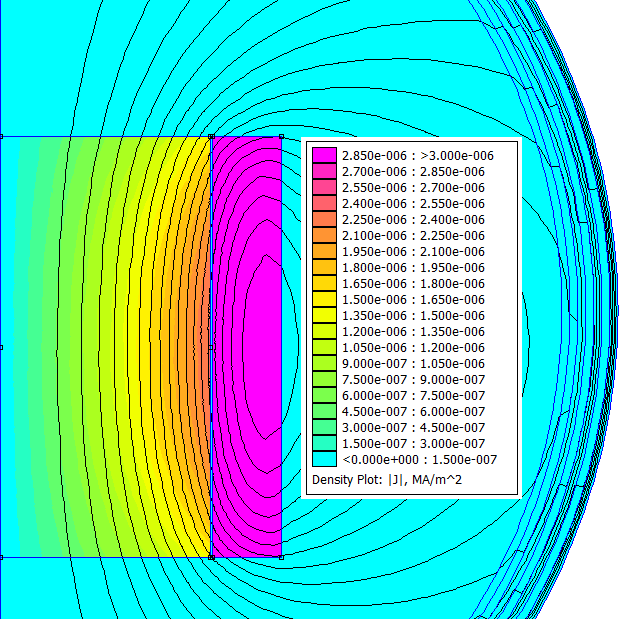 2.850e-006 : >3.000e-006
2.700e-006 : 2.850e-006
2.550e-006 : 2.700e-006
2.400e-006 : 2.550e-006
2.250e-006 : 2.400e-006
2.100e-006 : 2.250e-006
1.950e-006 : 2.100e-006
1.800e-006 : 1.950e-006
1.650e-006 : 1.800e-006
1.500e-006 : 1.650e-006
1.350e-006 : 1.500e-006
1.200e-006 : 1.350e-006
1.050e-006 : 1.200e-006
9.000e-007 : 1.050e-006
7.500e-007 : 9.000e-007
6.000e-007 : 7.500e-007
4.500e-007 : 6.000e-007
3.000e-007 : 4.500e-007
1.500e-007 : 3.000e-007
<0.000e+000 : 1.500e-007
Density Plot: |J|, MA/m^2